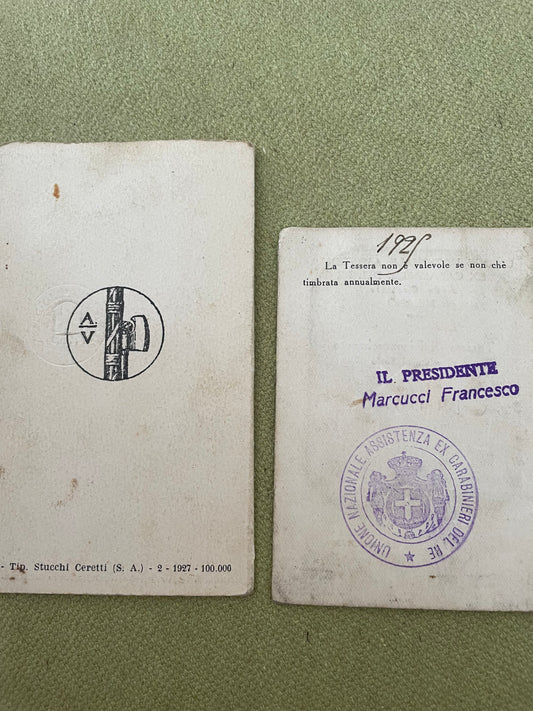 A.
V
- Tip. Stucchi Ceretti (S. A.) - 2 - 1927 - 100.000
1925
La Tessera non è valevole se non chè
timbrata annualmente.
IL PRESIDENTE
Marcucci Francesco
UNIONE NAZIONALE ASSISTENZA EX CARABINIERI DEL RE